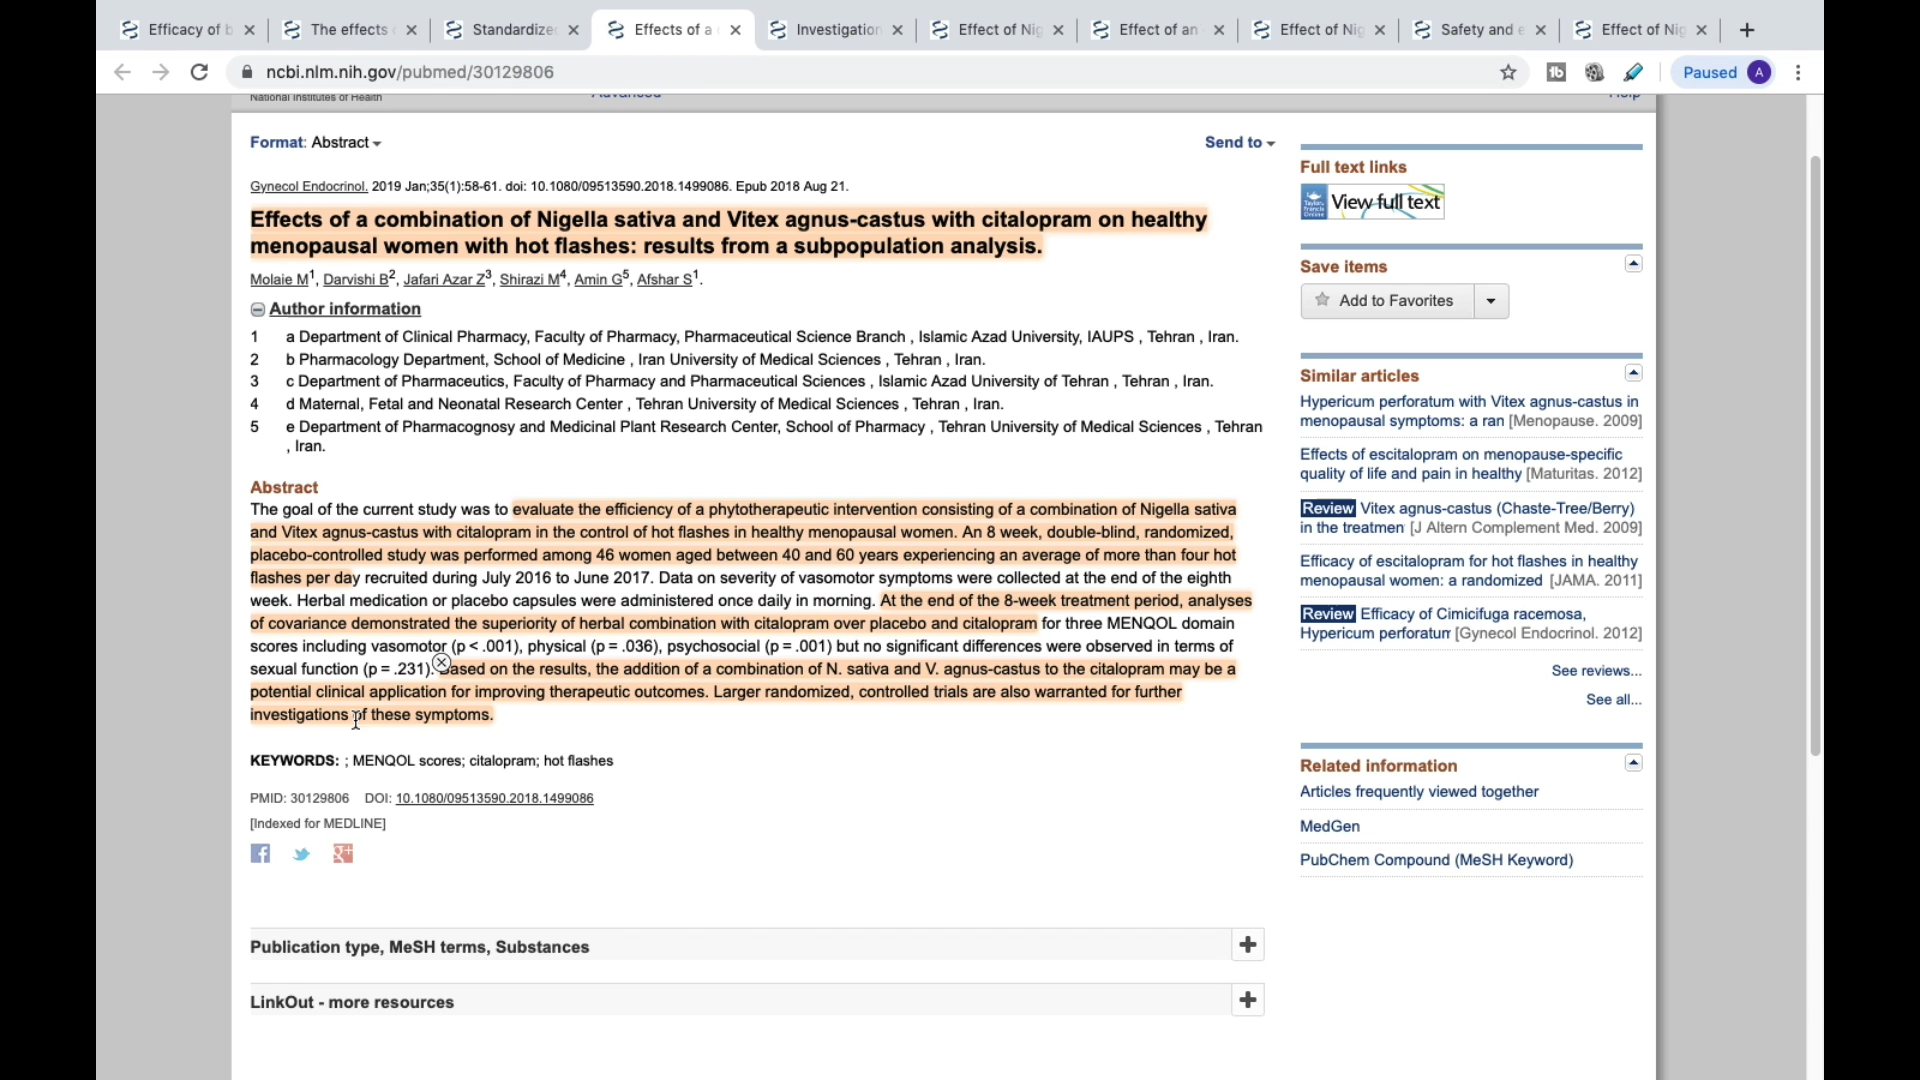 Efficacy of b
The effects
Standardize
Effects of a
Investigation
Effect of Nig
Effect of an
Effect of Nig
Safety and e
Effect of Nig
ncbi.nlm.nih.gov/pubmed/30129806
Paused A
National Institutes of Health
Advanced
Help
Format: Abstract
Send to
Gynecol Endocrinol. 2019 Jan;35(1):58-61. doi: 10.1080/09513590.2018.1499086. Epub 2018 Aug 21.
Effects of a combination of Nigella sativa and Vitex agnus-castus with citalopram on healthy
menopausal women with hot flashes: results from a subpopulation analysis.
Molaie M1, Darvishi B2, Jafari Azar Z3, Shirazi M4, Amin G5, Afshar S1.
Author information
1 a Department of Clinical Pharmacy, Faculty of Pharmacy, Pharmaceutical Science Branch , Islamic Azad University, IAUPS , Tehran , Iran.
2 b Pharmacology Department, School of Medicine , Iran University of Medical Sciences , Tehran , Iran.
3 c Department of Pharmaceutics, Faculty of Pharmacy and Pharmaceutical Sciences , Islamic Azad University of Tehran , Tehran , Iran.
4 d Maternal, Fetal and Neonatal Research Center , Tehran University of Medical Sciences , Tehran , Iran.
5 e Department of Pharmacognosy and Medicinal Plant Research Center, School of Pharmacy , Tehran University of Medical Sciences , Tehran
, Iran.
Abstract
The goal of the current study was to evaluate the efficiency of a phytotherapeutic intervention consisting of a combination of Nigella sativa
and Vitex agnus-castus with citalopram in the control of hot flashes in healthy menopausal women. An 8 week, double-blind, randomized,
placebo-controlled study was performed among 46 women aged between 40 and 60 years experiencing an average of more than four hot
flashes per day recruited during July 2016 to June 2017. Data on severity of vasomotor symptoms were collected at the end of the eighth
week. Herbal medication or placebo capsules were administered once daily in morning. At the end of the 8-week treatment period, analyses
of covariance demonstrated the superiority of herbal combination with citalopram over placebo and citalopram for three MENQOL domain
scores including vasomotor (p < .001), physical (p = .036), psychosocial (p = .001) but no significant differences were observed in terms of
sexual function (p = .231). Based on the results, the addition of a combination of N. sativa and V. agnus-castus to the citalopram may be a
potential clinical application for improving therapeutic outcomes. Larger randomized, controlled trials are also warranted for further
investigations of these symptoms.
KEYWORDS: ; MENQOL scores; citalopram; hot flashes
PMID: 30129806 DOI: 10.1080/09513590.2018.1499086
[Indexed for MEDLINE]
Publication type, MeSH terms, Substances
LinkOut - more resources
Full text links
Taylor & Francis Online View full text
Save items
Add to Favorites
Similar articles
Hypericum perforatum with Vitex agnus-castus in
menopausal symptoms: a ran [Menopause. 2009]
Effects of escitalopram on menopause-specific
quality of life and pain in healthy [Maturitas. 2012]
Review Vitex agnus-castus (Chaste-Tree/Berry)
in the treatmen [J Altern Complement Med. 2009]
Efficacy of escitalopram for hot flashes in healthy
menopausal women: a randomized [JAMA. 2011]
Review Efficacy of Cimicifuga racemosa,
Hypericum perforatum [Gynecol Endocrinol. 2012]
See reviews...
See all...
Related information
Articles frequently viewed together
MedGen
PubChem Compound (MeSH Keyword)